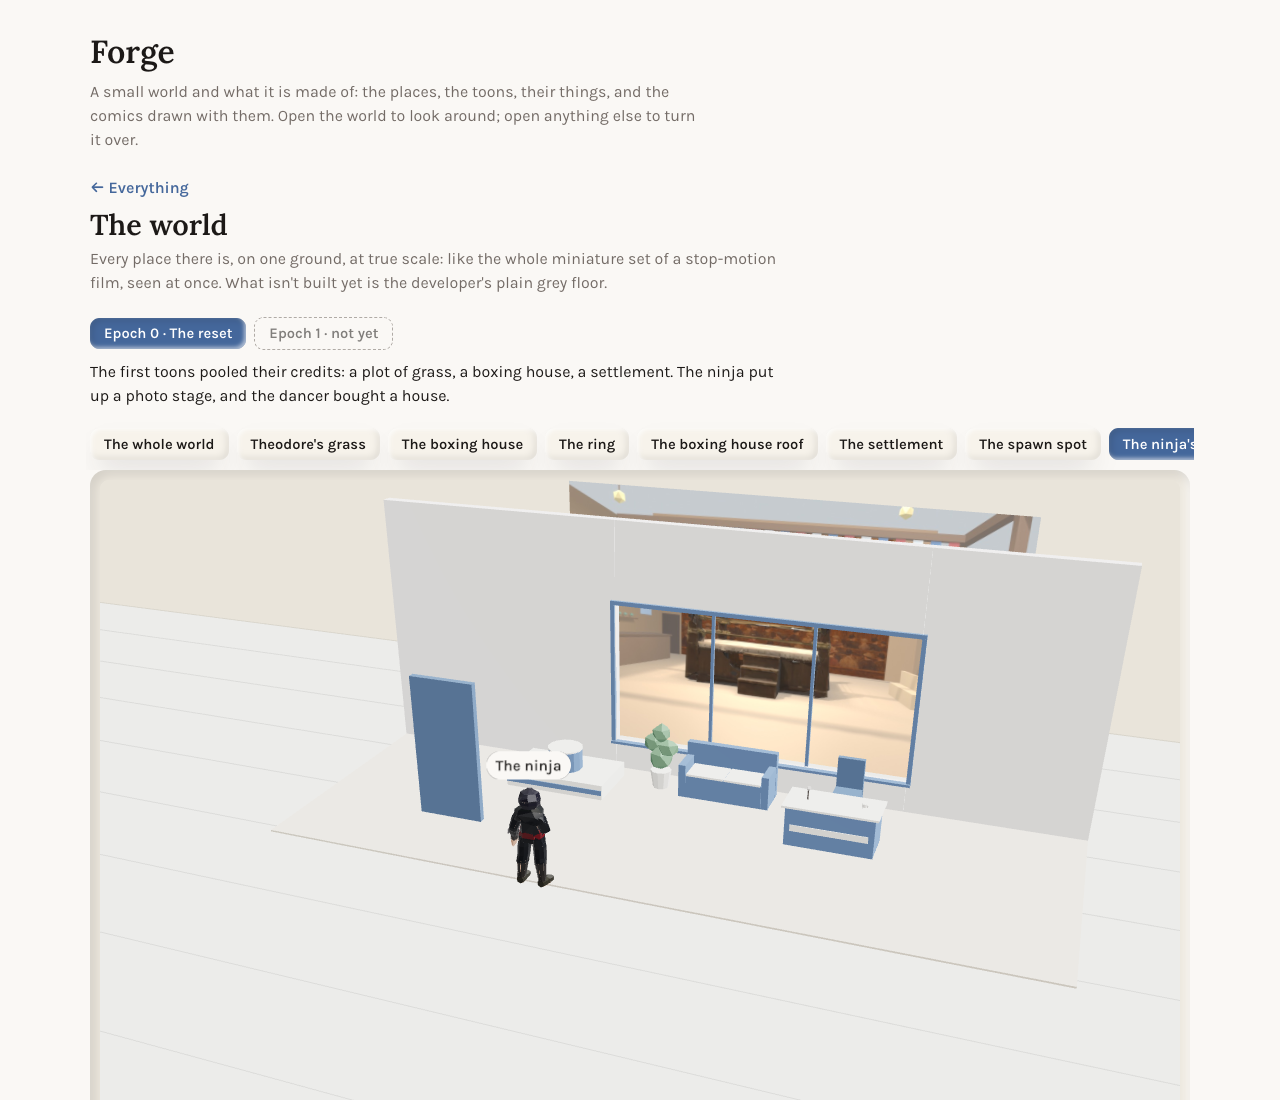 Forge
A small world and what it is made of: the places, the toons, their things, and the
comics drawn with them. Open the world to look around; open anything else to turn
it over.
← Everything
The world
Every place there is, on one ground, at true scale: like the whole miniature set of a stop-motion
film, seen at once. What isn't built yet is the developer's plain grey floor.
Epoch 0 · The reset
Epoch 1 · not yet
The first toons pooled their credits: a plot of grass, a boxing house, a settlement. The ninja put
up a photo stage, and the dancer bought a house.
The whole world
Theodore's grass
The boxing house
The ring
The boxing house roof
The settlement
The spawn spot
The ninja's
The ninja